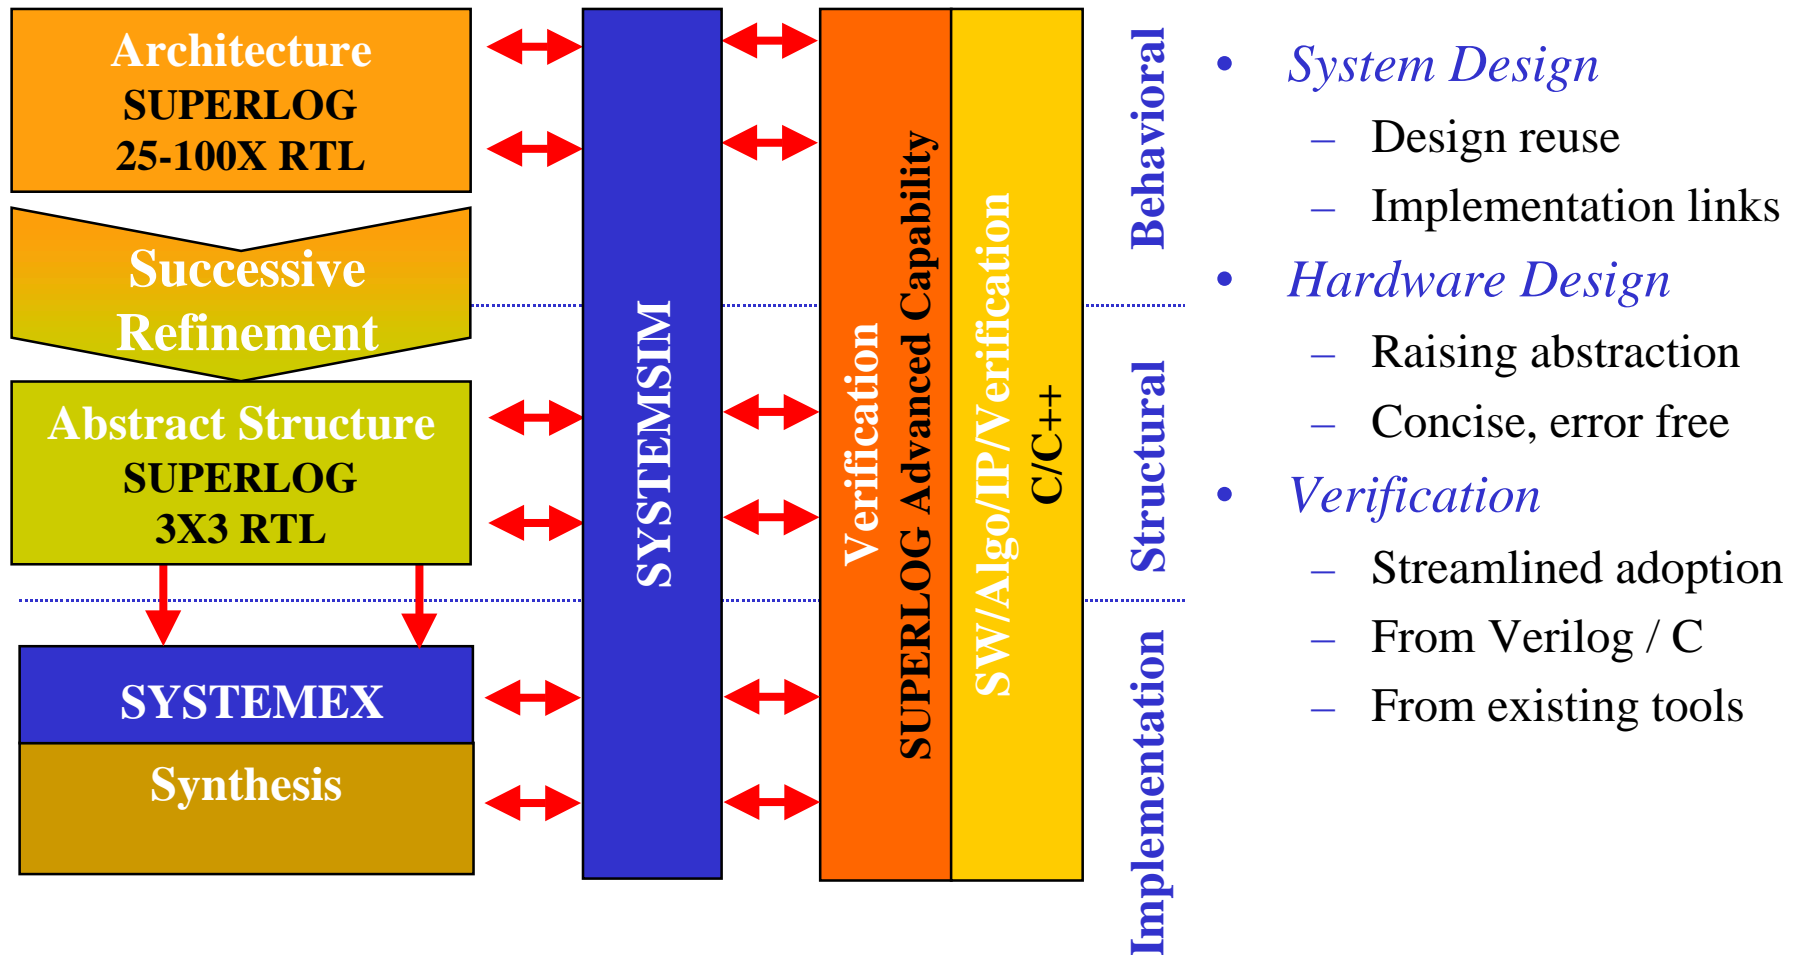 Architecture
SUPERLOG
25-100X RTL
Successive
Refinement
Abstract Structure
SUPERLOG
3X3 RTL
SYSTEMEX
Synthesis
SYSTEMSIM
Verification
SUPERLOG Advanced Capability
SW/Algo/IP/Verification
C/C++
Behavioral
Structural
Implementation
• System Design
– Design reuse
– Implementation links
• Hardware Design
– Raising abstraction
– Concise, error free
• Verification
– Streamlined adoption
– From Verilog / C
– From existing tools